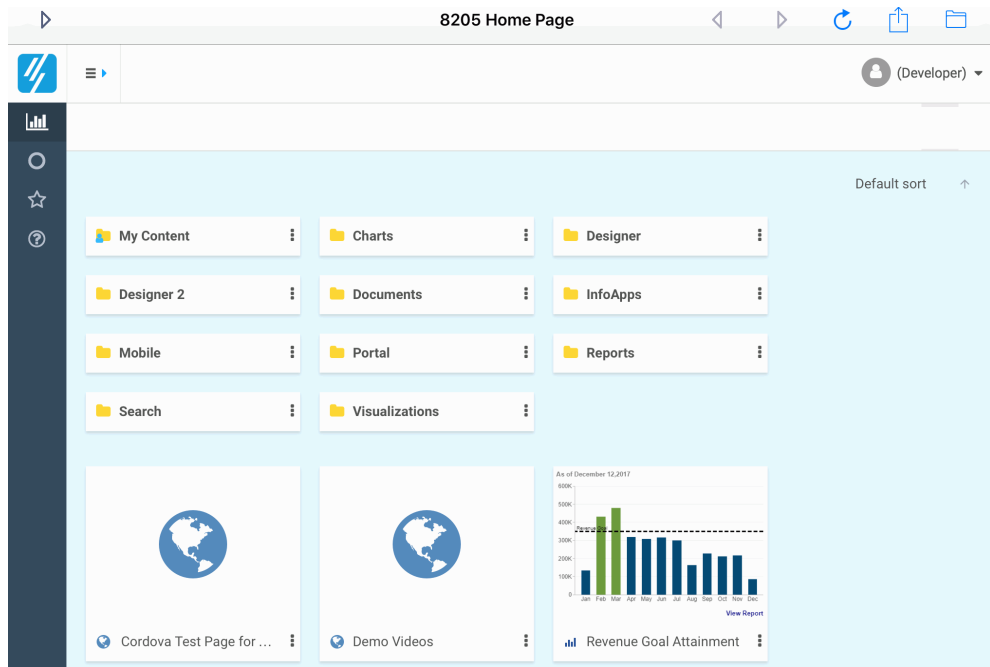 8205 Home Page
(Developer)
Default sort
My Content
Charts
Designer
Designer 2
Documents
InfoApps
Mobile
Portal
Reports
Search
Visualizations
As of December 12,2017
600K
500K
400K
Revenue Goal
300K
200K
100K
0
Jan Feb Mar Apr May Jun Jul Aug Sep Oct Nov Dec
View Report
Cordova Test Page for ...
Demo Videos
Revenue Goal Attainment